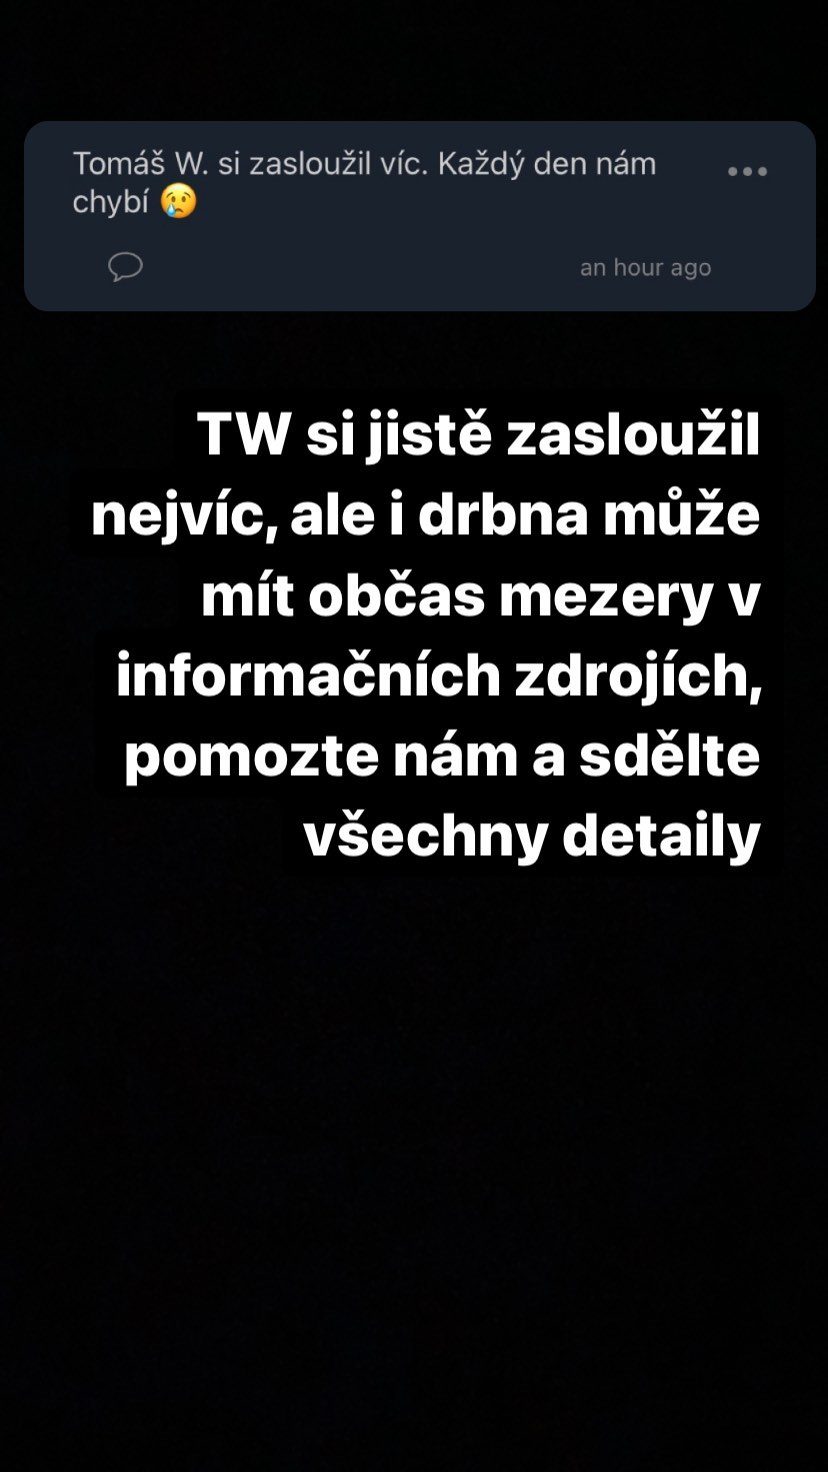 Tomáš W. si zasloužil víc. Každý den nám
chybí 😢
an hour ago
TW si jistě zasloužil
nejvíc, ale i drbna může
mít občas mezery v
informačních zdrojích,
pomozte nám a sdělte
všechny detaily